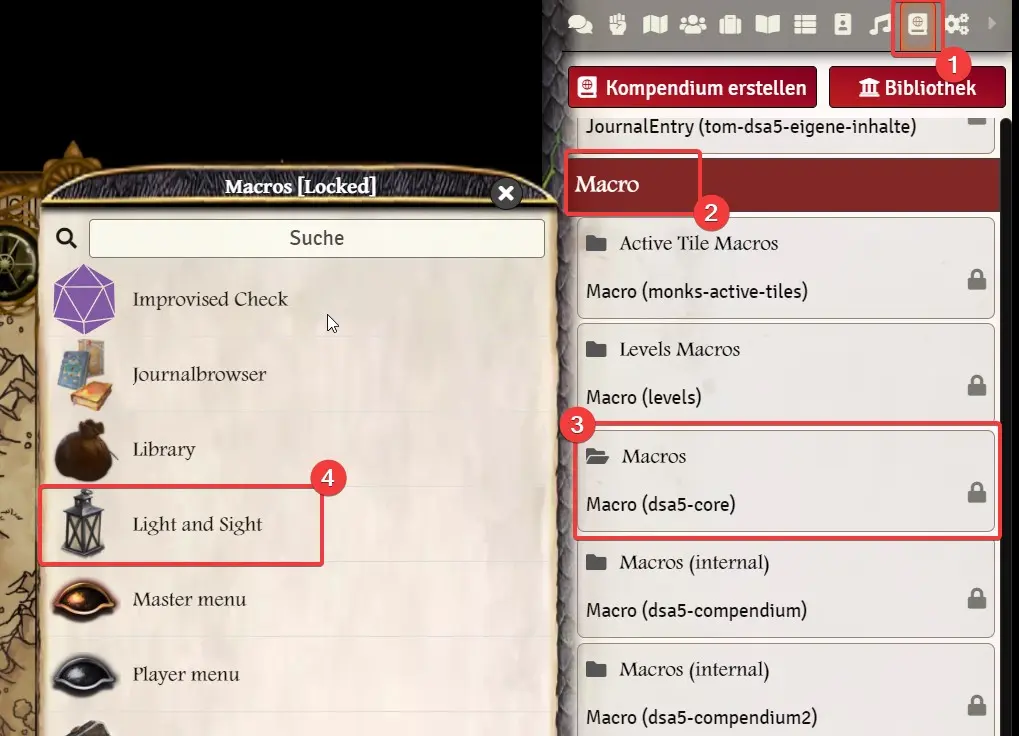 1
Kompendium erstellen
Bibliothek
JournalEntry (tom-dsa5-eigene-inhalte)
Macro
2
Active Tile Macros
Macro (monks-active-tiles)
Levels Macros
Macro (levels)
3
Macros
Macro (dsa5-core)
Macros (internal)
Macro (dsa5-compendium)
Macros (internal)
Macro (dsa5-compendium2)
Macros [Locked]
Suche
Improvised Check
Journalbrowser
Library
4
Light and Sight
Master menu
Player menu